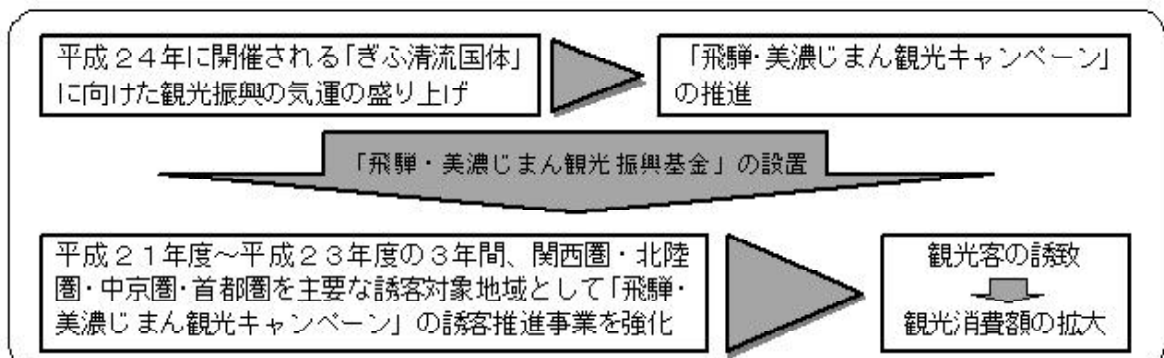 平成２４年に開催される「ぎふ清流国体」
に向けた観光振興の気運の盛り上げ
「飛騨・美濃じまん観光キャンペーン」
の推進
「飛騨・美濃じまん観光振興基金」の設置
平成２１年度～平成２３年度の３年間、関西圏・北陸
圏・中京圏・首都圏を主要な誘客対象地域として「飛騨・
美濃じまん観光キャンペーン」の誘客推進事業を強化
観光客の誘致
観光消費額の拡大